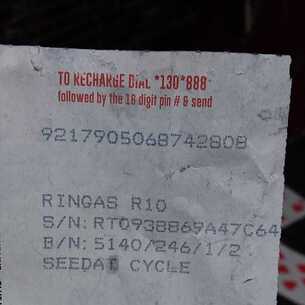 TO RECHARGE DIAL *130*888*
followed by the 16 digit pin # & send
9217905068742808
RINGAS R10
S/N:RT0938869A47C64
B/N:5140/246/1/2
SEEDAT CYCLE